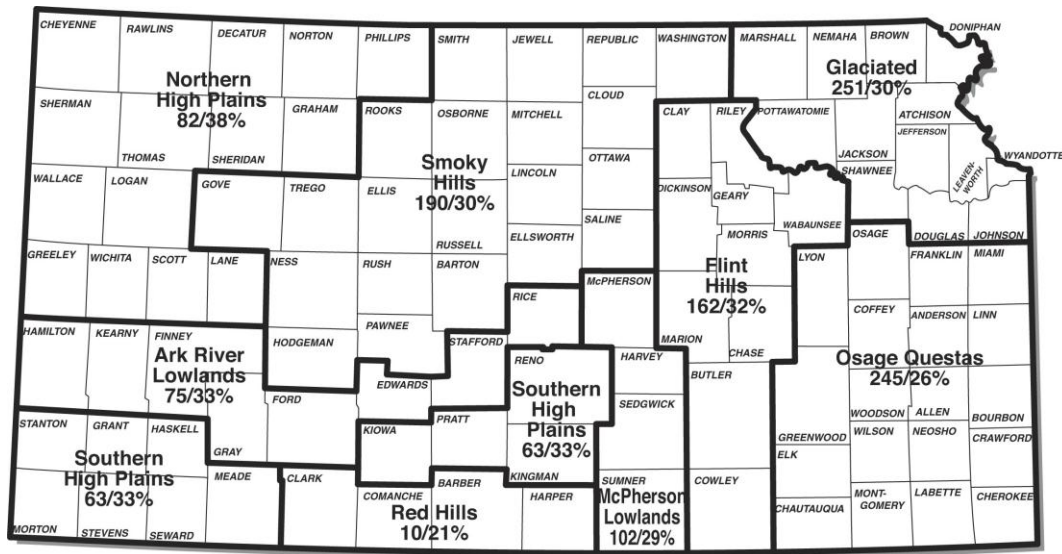 CHEYENNE
RAWLINS
DECATUR
NORTON
PHILLIPS
SMITH
JEWELL
REPUBLIC
WASHINGTON
MARSHALL
NEMAHA
BROWN
DONIPHAN
Northern
High Plains
82/38%
Glaciated
251/30%
SHERMAN
THOMAS
SHERIDAN
GRAHAM
ROOKS
OSBORNE
MITCHELL
CLOUD
CLAY
RILEY
POTTAWATOMIE
JACKSON
ATCHISON
JEFFERSON
LEAVEN-
WORTH
WYANDOTTE
Smoky
Hills
190/30%
WALLACE
LOGAN
GOVE
TREGO
ELLIS
RUSSELL
LINCOLN
OTTAWA
SALINE
ELLSWORTH
DICKINSON
GEARY
MORRIS
WABAUNSEE
SHAWNEE
DOUGLAS
JOHNSON
GREELEY
WICHITA
SCOTT
LANE
NESS
RUSH
BARTON
RICE
McPHERSON
Flint
Hills
162/32%
MARION
CHASE
LYON
OSAGE
FRANKLIN
MIAMI
COFFEY
ANDERSON
LINN
Osage Questas
245/26%
HAMILTON
KEARNY
FINNEY
HODGEMAN
PAWNEE
STAFFORD
Ark River
Lowlands
75/33%
GRAY
FORD
EDWARDS
KIOWA
PRATT
RENO
Southern
High
Plains
63/33%
KINGMAN
HARVEY
SEDGWICK
BUTLER
GREENWOOD
WOODSON
ALLEN
BOURBON
STANTON
GRANT
HASKELL
Southern
High Plains
63/33%
MORTON
STEVENS
SEWARD
MEADE
CLARK
COMANCHE
BARBER
HARPER
Red Hills
10/21%
SUMNER
McPherson
Lowlands
102/29%
COWLEY
ELK
CHAUTAUQUA
WILSON
NEOSHO
CRAWFORD
MONT-
GOMERY
LABETTE
CHEROKEE